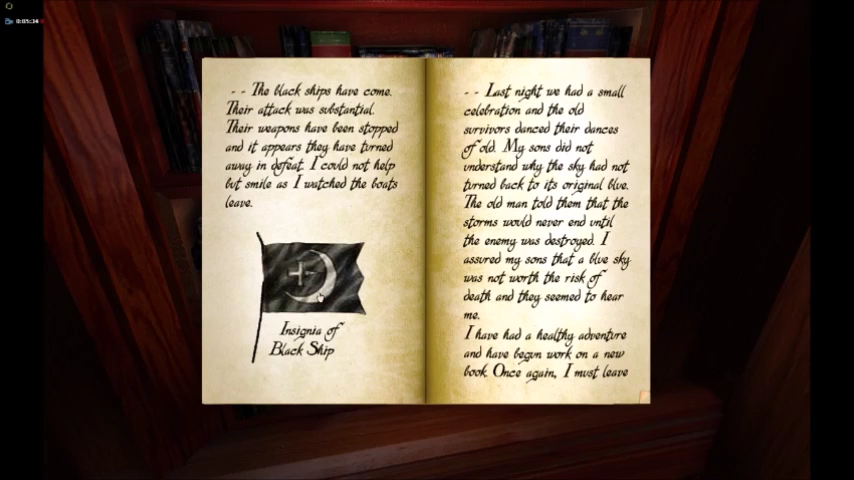 0:05:34
- - The black ships have come.
Their attack was substantial.
Their weapons have been stopped
and it appears they have turned
away in defeat. I could not help
but smile as I watched the boats
leave.
Insignia of
Black Ship
- - Last night we had a small
celebration and the old
survivors danced their dances
of old. My sons did not
understand why the sky had not
turned back to its original blue.
The old man told them that the
storms would never end until
the enemy was destroyed. I
assured my sons that a blue sky
was not worth the risk of
death and they seemed to hear
me.
I have had a healthy adventure
and have begun work on a new
book. Once again, I must leave